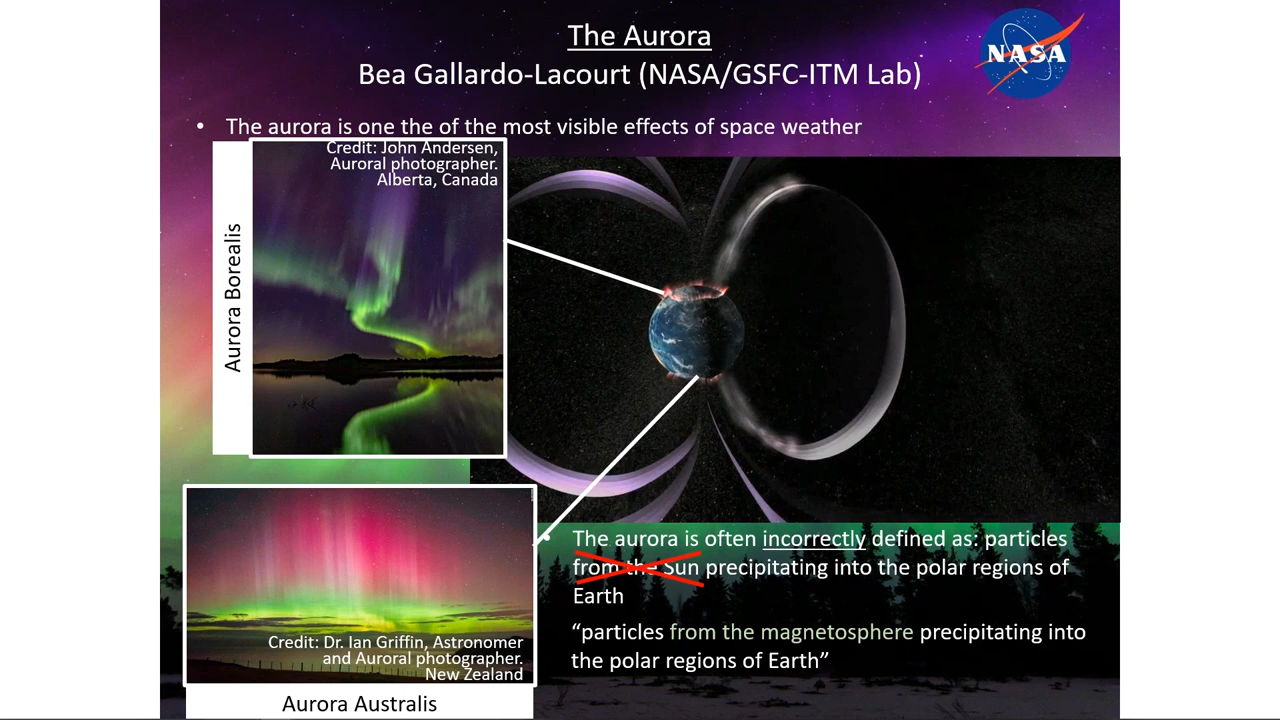 The Aurora
Bea Gallardo-Lacourt (NASA/GSFC-ITM Lab)
NASA
• The aurora is one the of the most visible effects of space weather
Credit: John Andersen,
Auroral photographer.
Alberta, Canada
Aurora Borealis
• The aurora is often incorrectly defined as: particles
from the Sun precipitating into the polar regions of
Earth
“particles from the magnetosphere precipitating into
the polar regions of Earth”
Credit: Dr. Ian Griffin, Astronomer
and Auroral photographer.
New Zealand
Aurora Australis